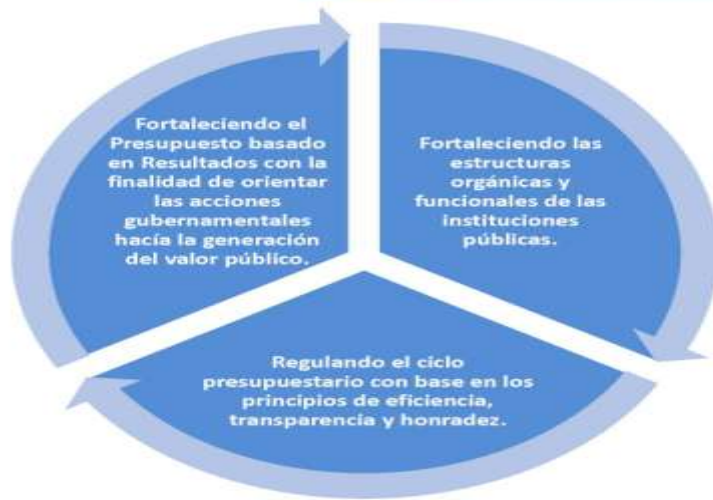 Fortaleciendo el
Presupuesto basado
en Resultados con la
finalidad de orientar
las acciones
gubernamentales
hacía la generación
del valor público.
Fortaleciendo las
estructuras
orgánicas y
funcionales de las
instituciones
públicas.
Regulando el ciclo
presupuestario con base en los
principios de eficiencia,
transparencia y honradez.